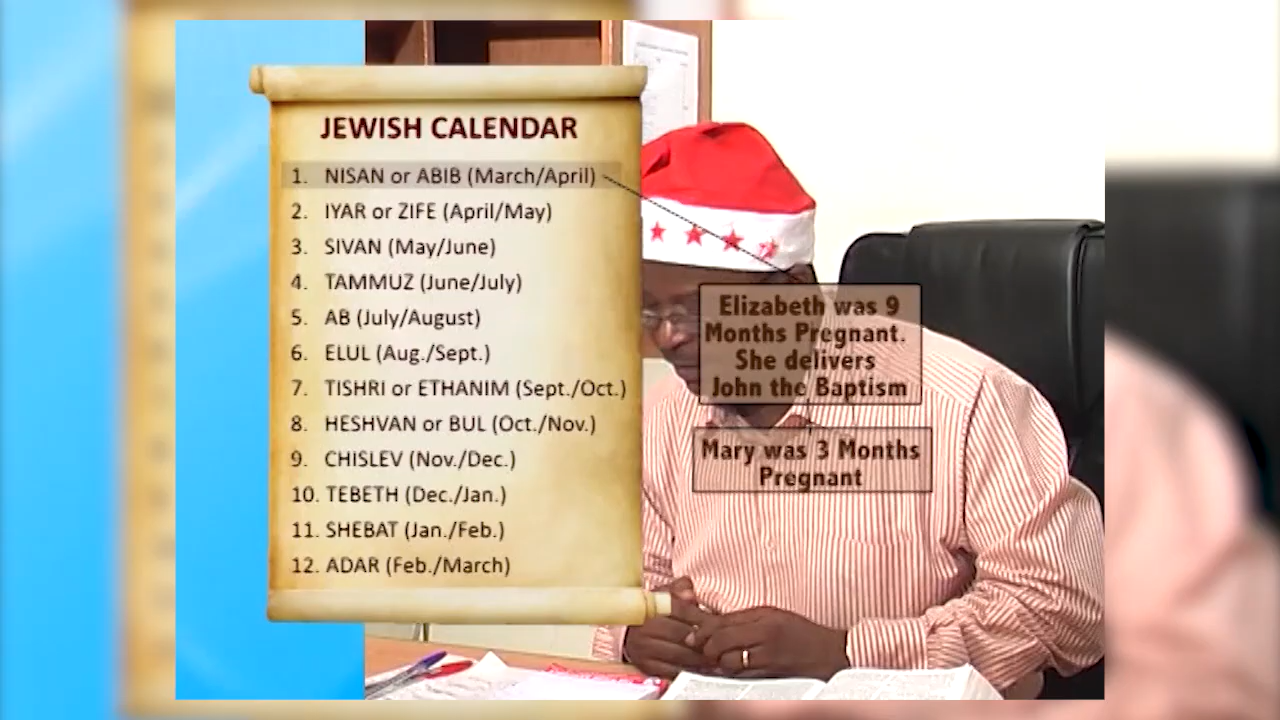 JEWISH CALENDAR
1. NISAN or ABIB (March/April)
2. IYAR or ZIFE (April/May)
3. SIVAN (May/June)
4. TAMMUZ (June/July)
5. AB (July/August)
6. ELUL (Aug./Sept.)
7. TISHRI or ETHANIM (Sept./Oct.)
8. HESHVAN or BUL (Oct./Nov.)
9. CHISLEV (Nov./Dec.)
10. TEBETH (Dec./Jan.)
11. SHEBAT (Jan./Feb.)
12. ADAR (Feb./March)
Elizabeth was 9
Months Pregnant.
She delivers
John the Baptism
Mary was 3 Months
Pregnant